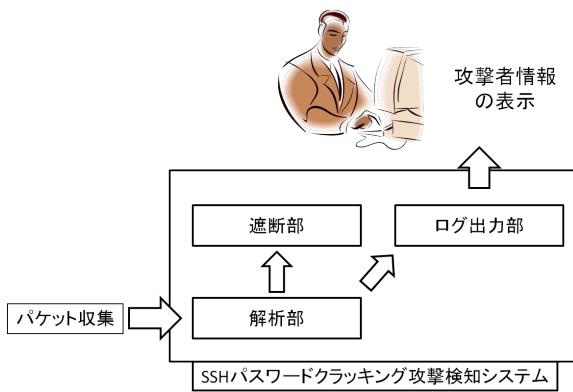 攻撃者情報
の表示
遮断部
ログ出力部
パケット収集
解析部
SSHパスワードクラッキング攻撃検知システム